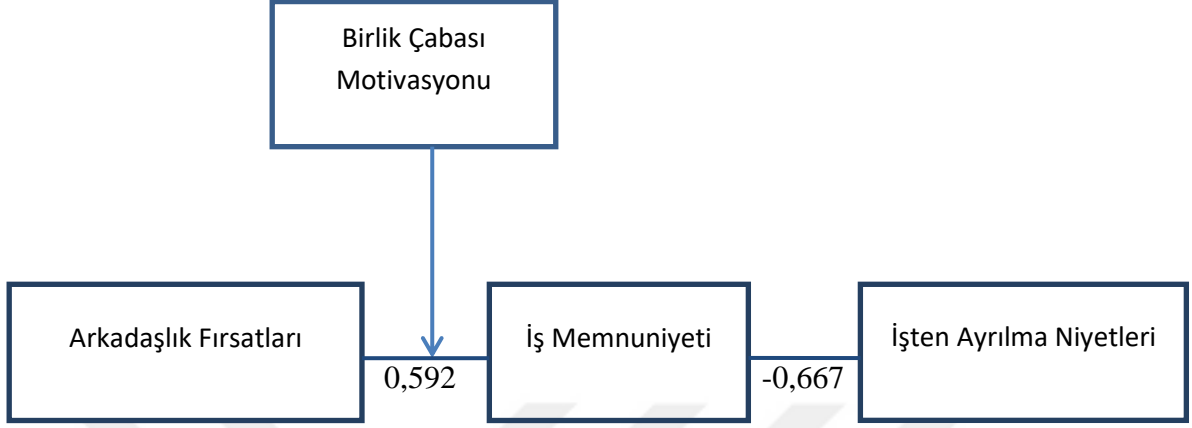 Birlik Çabası
Motivasyonu
Arkadaşlık Fırsatları
İş Memnuniyeti
İşten Ayrılma Niyetleri
0,592
-0,667